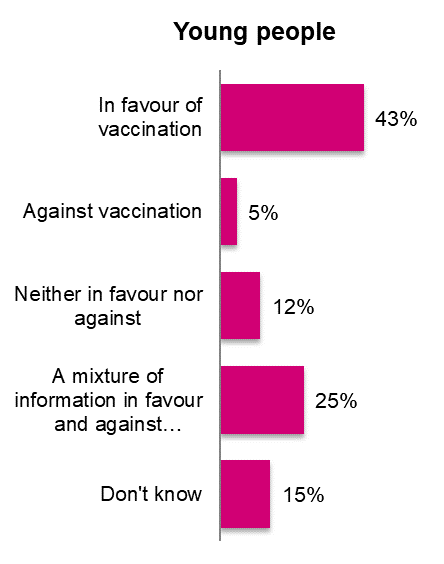 Young people
In favour of
vaccination
43%
Against vaccination
5%
Neither in favour nor
against
12%
A mixture of
information in favour
and against…
25%
Don't know
15%